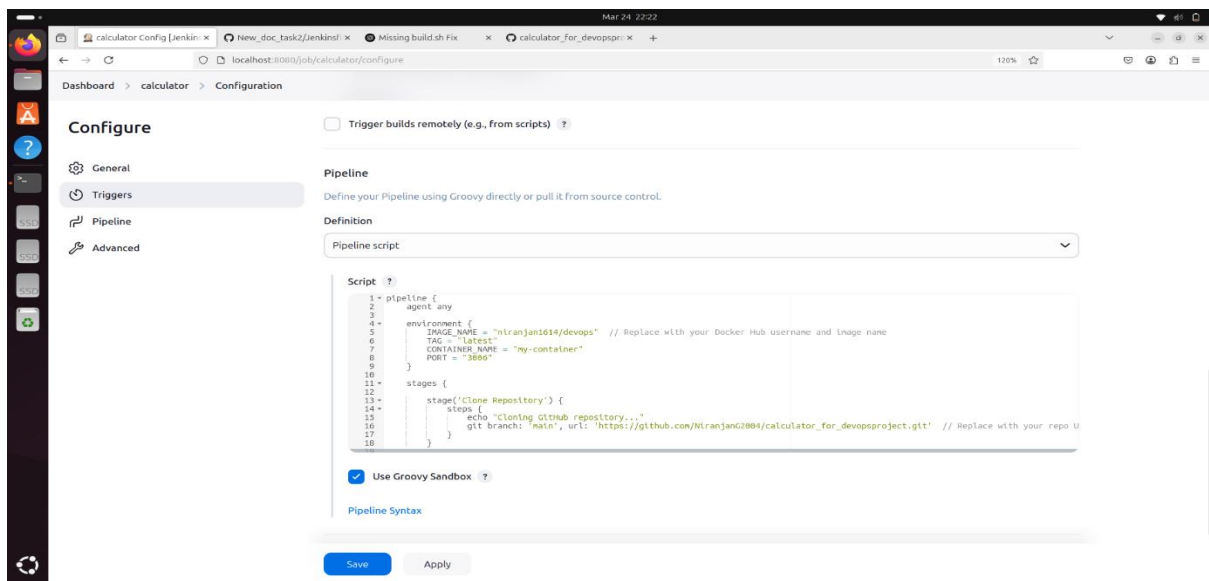 Mar 24 22:22
calculator Config [Jenkins
New_doc_task2/Jenkinsfi
Missing build.sh Fix
calculator_for_devopspro
localhost:8080/job/calculator/configure
120%
Dashboard > calculator > Configuration
Configure
General
Triggers
Pipeline
Advanced
Trigger builds remotely (e.g., from scripts) ?
Pipeline
Define your Pipeline using Groovy directly or pull it from source control.
Definition
Pipeline script
Script ?
1 pipeline {
2 agent any
3
4 environment {
5 IMAGE_NAME = "niranjan1614/devops" // Replace with your Docker Hub username and image name
6 TAG = "latest"
7 CONTAINER_NAME = "my-container"
8 PORT = "3006"
9 }
10
11 stages {
12
13 stage('Clone Repository') {
14 steps {
15 echo "Cloning GitHub repository..."
16 git branch: 'main', url: 'https://github.com/NiranjanG2004/calculator_for_devopsproject.git' // Replace with your repo U
17 }
18 }
Use Groovy Sandbox ?
Pipeline Syntax
Save Apply
SSD
SSD
SSD